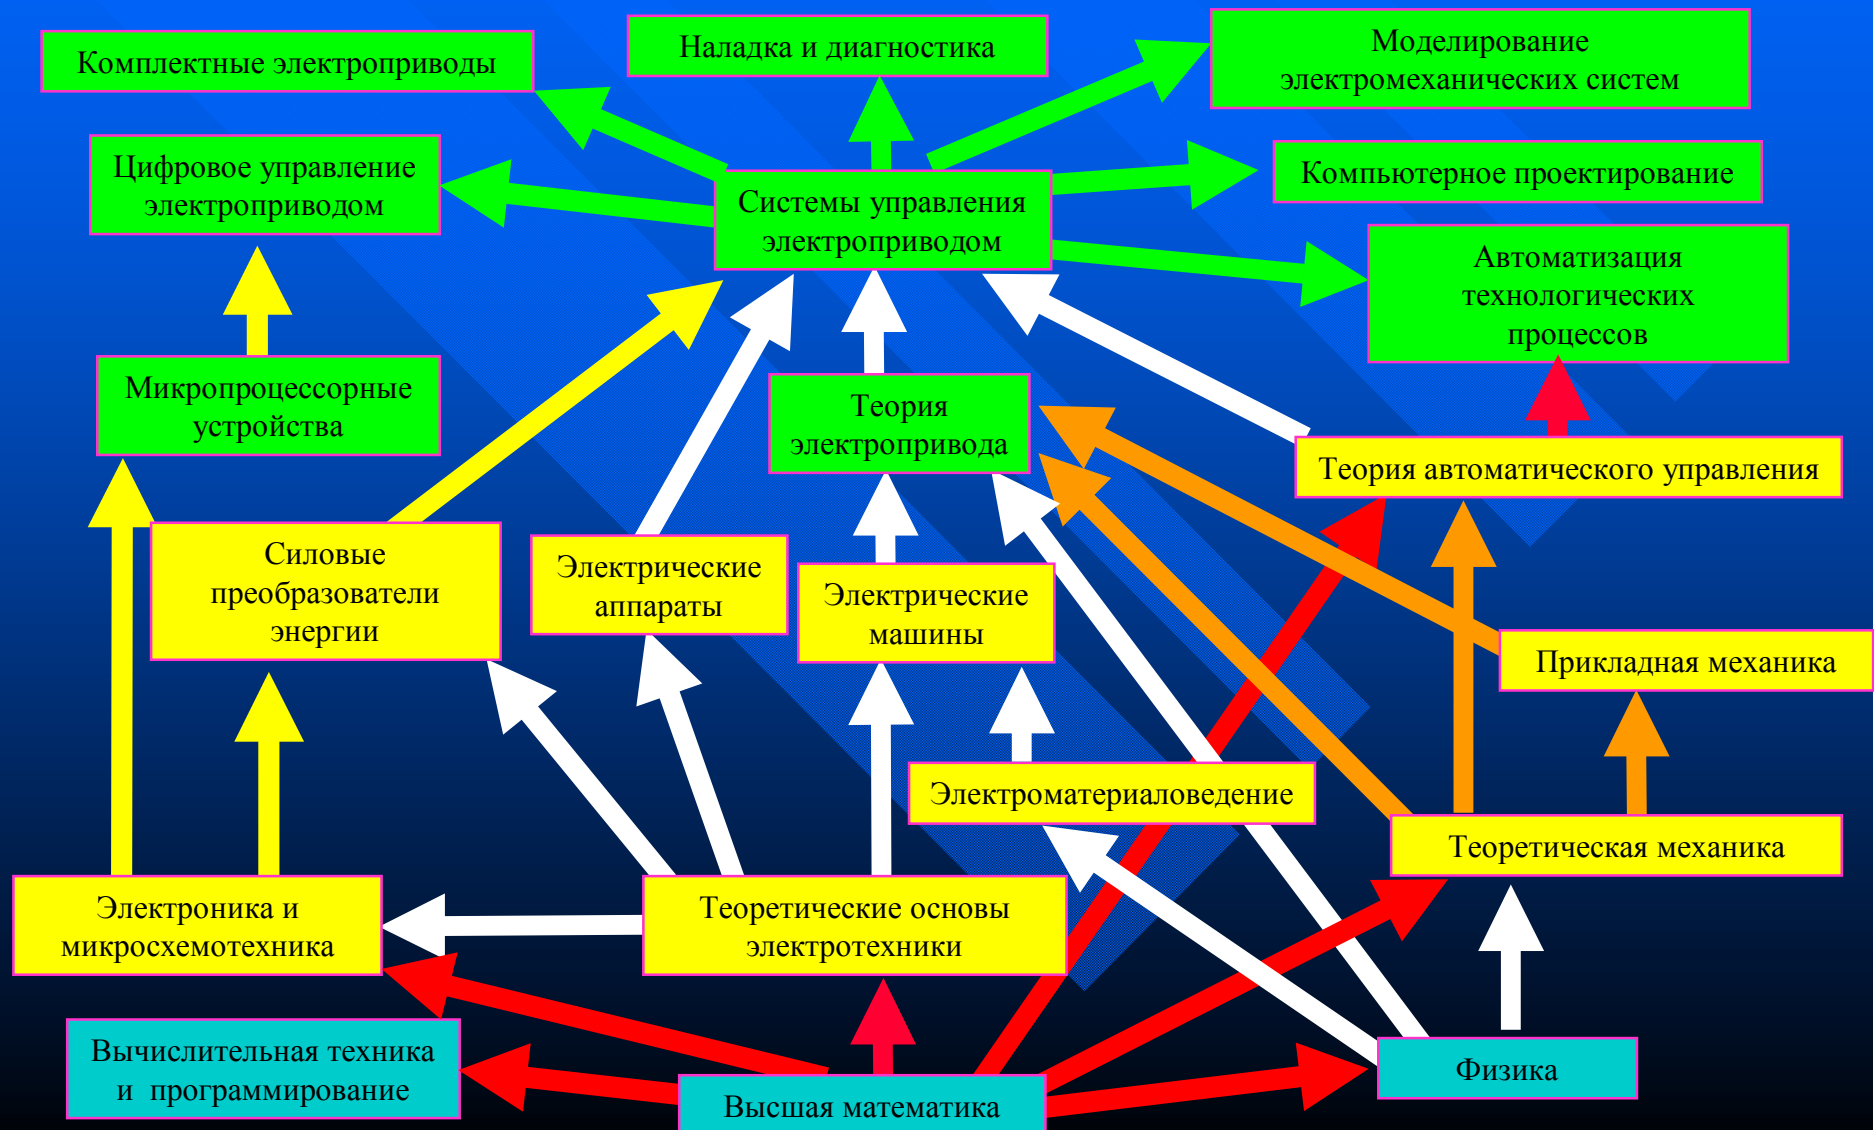 Комплектные электроприводы
Наладка и диагностика
Моделирование
электромеханических систем
Цифровое управление
электроприводом
Системы управления
электроприводом
Компьютерное проектирование
Автоматизация
технологических
процессов
Микропроцессорные
устройства
Теория
электропривода
Теория автоматического управления
Силовые
преобразователи
энергии
Электрические
аппараты
Электрические
машины
Прикладная механика
Электроматериаловедение
Теоретическая механика
Электроника и
микросхемотехника
Теоретические основы
электротехники
Вычислительная техника
и программирование
Высшая математика
Физика